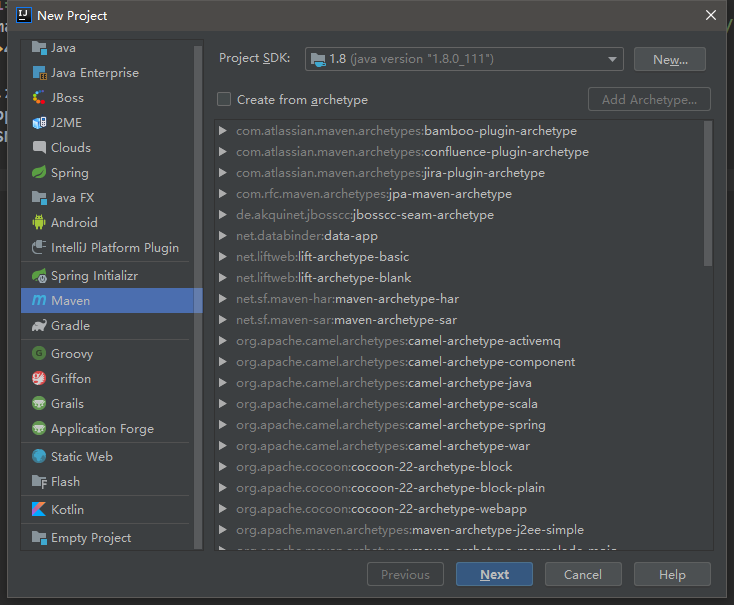 New Project
Java
Java Enterprise
JBoss
J2ME
Clouds
Spring
Java FX
Android
IntelliJ Platform Plugin
Spring Initializr
Maven
Gradle
Groovy
Griffon
Grails
Application Forge
Static Web
Flash
Kotlin
Empty Project
Project SDK: 1.8 (java version "1.8.0_111") New...
Create from archetype Add Archetype...
com.atlassian.maven.archetypes:bamboo-plugin-archetype
com.atlassian.maven.archetypes:confluence-plugin-archetype
com.atlassian.maven.archetypes:jira-plugin-archetype
com.rfc.maven.archetypes:jpa-maven-archetype
de.akquinet.jbosscc:jbosscc-seam-archetype
net.databinder:data-app
net.liftweb:lift-archetype-basic
net.liftweb:lift-archetype-blank
net.sf.maven-har:maven-archetype-har
net.sf.maven-sar:maven-archetype-sar
org.apache.camel.archetypes:camel-archetype-activemq
org.apache.camel.archetypes:camel-archetype-component
org.apache.camel.archetypes:camel-archetype-java
org.apache.camel.archetypes:camel-archetype-scala
org.apache.camel.archetypes:camel-archetype-spring
org.apache.camel.archetypes:camel-archetype-war
org.apache.cocoon:cocoon-22-archetype-block
org.apache.cocoon:cocoon-22-archetype-block-plain
org.apache.cocoon:cocoon-22-archetype-webapp
org.apache.maven.archetypes:maven-archetype-j2ee-simple
org.apache.maven.archetypes:maven-archetype-marmalade-mojo
Previous Next Cancel Help